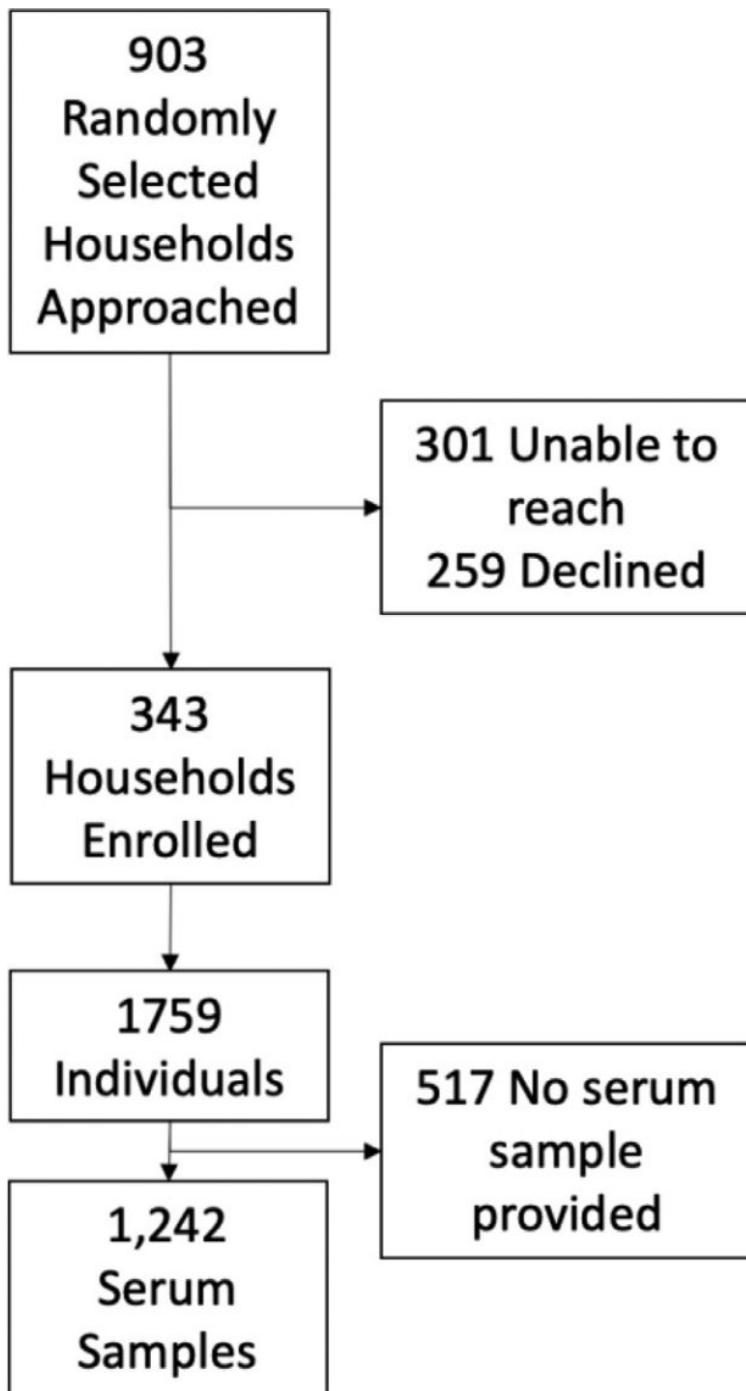 903
Randomly
Selected
Households
Approached
301 Unable to
reach
259 Declined
343
Households
Enrolled
1759
Individuals
517 No serum
sample
provided
1,242
Serum
Samples